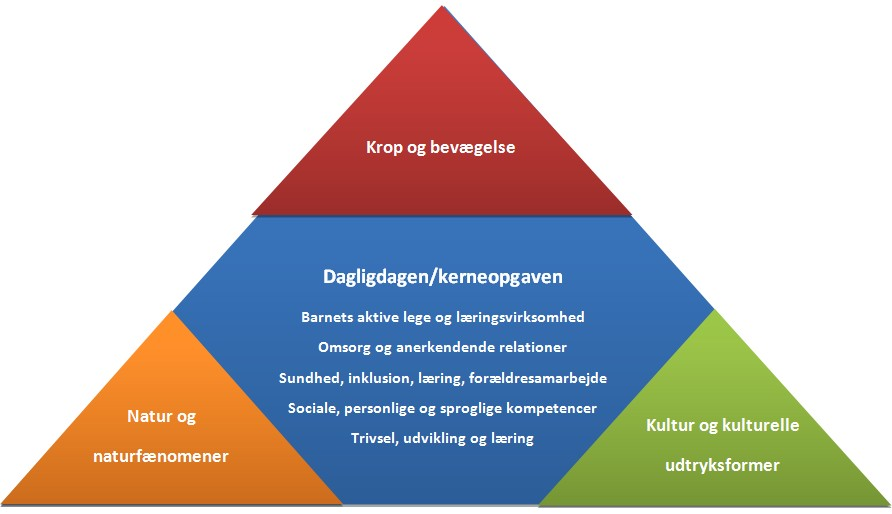 Krop og bevægelse
Dagligdagen/kerneopgaven
Barnets aktive lege og læringsvirksomhed
Omsorg og anerkendende relationer
Sundhed, inklusion, læring, forældresamarbejde
Sociale, personlige og sproglige kompetencer
Trivsel, udvikling og læring
Natur og
naturfænomener
Kultur og kulturelle
udtryksformer